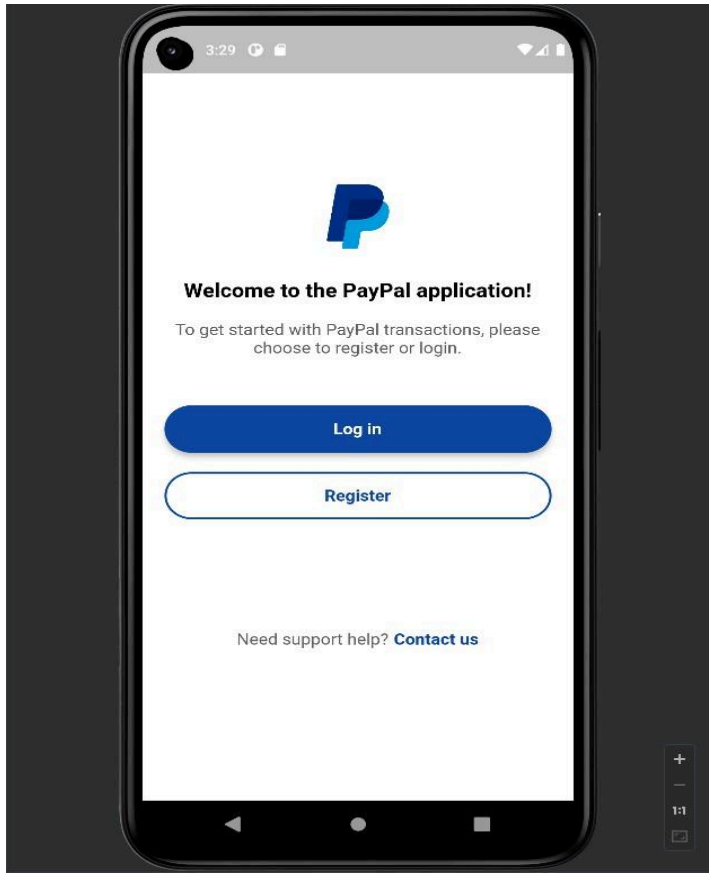 3:29
Welcome to the PayPal application!
To get started with PayPal transactions, please
choose to register or login.
Log in
Register
Need support help? Contact us
1:1